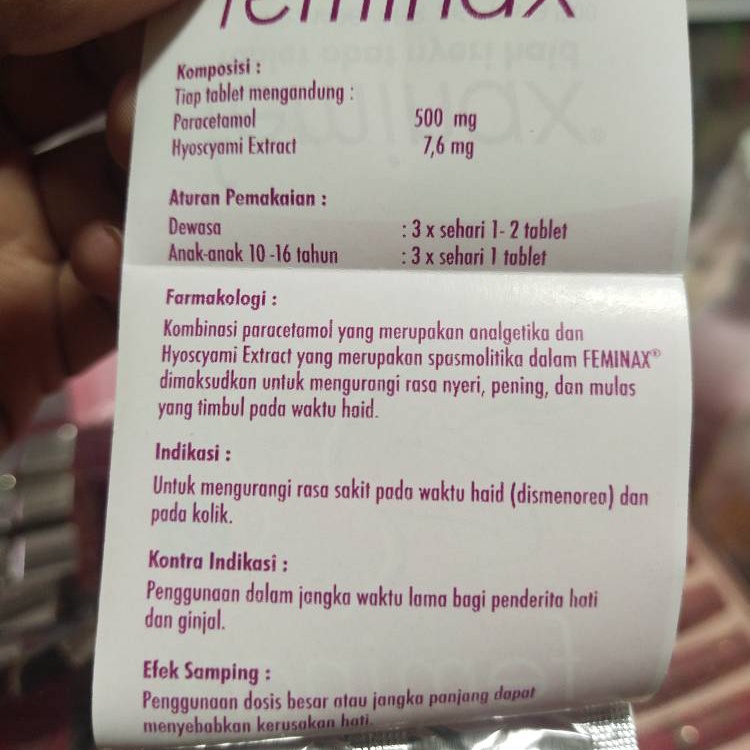 feminax
Komposisi :
Tiap tablet mengandung :
Paracetamol 500 mg
Hyoscyami Extract 7,6 mg
Aturan Pemakaian :
Dewasa : 3 x sehari 1- 2 tablet
Anak-anak 10 -16 tahun : 3 x sehari 1 tablet
Farmakologi :
Kombinasi paracetamol yang merupakan analgetika dan
Hyoscyami Extract yang merupakan spasmolitika dalam FEMINAX®
dimaksudkan untuk mengurangi rasa nyeri, pening, dan mulas
yang timbul pada waktu haid.
Indikasi :
Untuk mengurangi rasa sakit pada waktu haid (dismenorea) dan
pada kolik.
Kontra Indikasi :
Penggunaan dalam jangka waktu lama bagi penderita hati
dan ginjal.
Efek Samping :
Penggunaan dosis besar atau jangka panjang dapat
menyebabkan kerusakan hati.